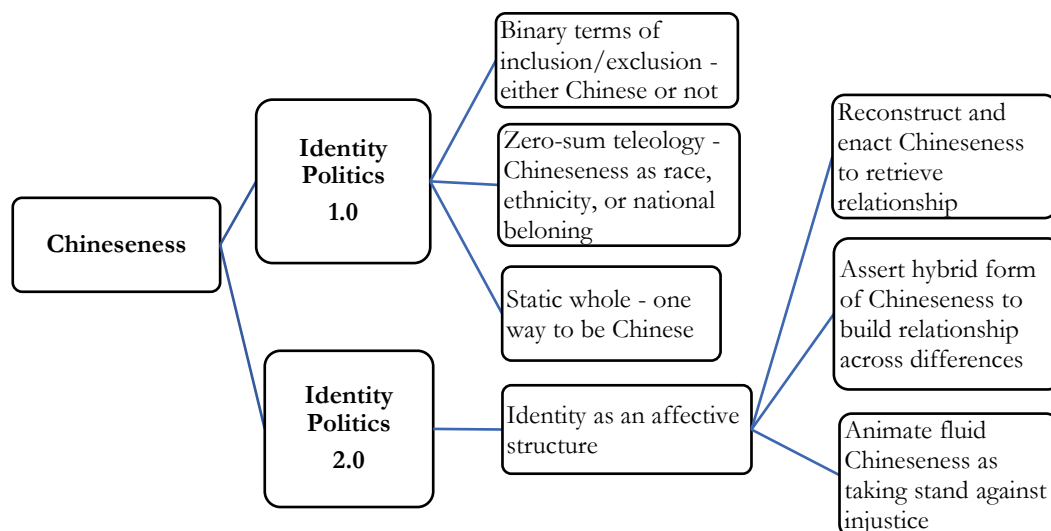 Chineseness
Identity
Politics
1.0
Binary terms of
inclusion/exclusion -
either Chinese or not
Zero-sum teleology -
Chineseness as race,
ethnicity, or national
beloning
Static whole - one
way to be Chinese
Identity
Politics
2.0
Identity as an affective
structure
Reconstruct and
enact Chineseness
to retrieve
relationship
Assert hybrid form
of Chineseness to
build relationship
across differences
Animate fluid
Chineseness as
taking stand against
injustice